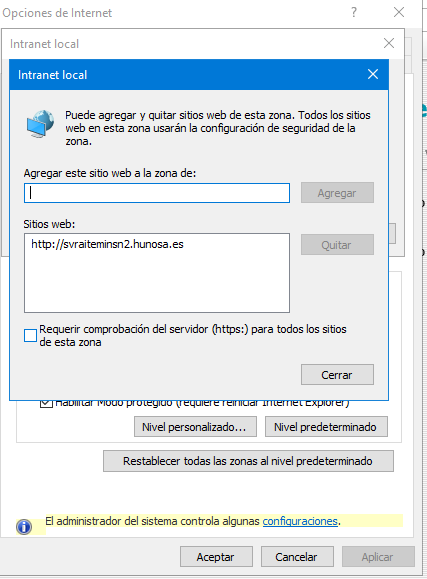 Opciones de Internet
Intranet local
Intranet local
Puede agregar y quitar sitios web de esta zona. Todos los sitios
web en esta zona usarán la configuración de seguridad de la
zona.
Agregar este sitio web a la zona de:
Agregar
Sitios web:
http://svraiteminsn2.hunosa.es
Quitar
Requerir comprobación del servidor (https:) para todos los sitios
de esta zona
Cerrar
Habilitar Modo protegido (requiere reiniciar Internet Explorer)
Nivel personalizado...
Nivel predeterminado
Restablecer todas las zonas al nivel predeterminado
El administrador del sistema controla algunas configuraciones.
Aceptar
Cancelar
Aplicar